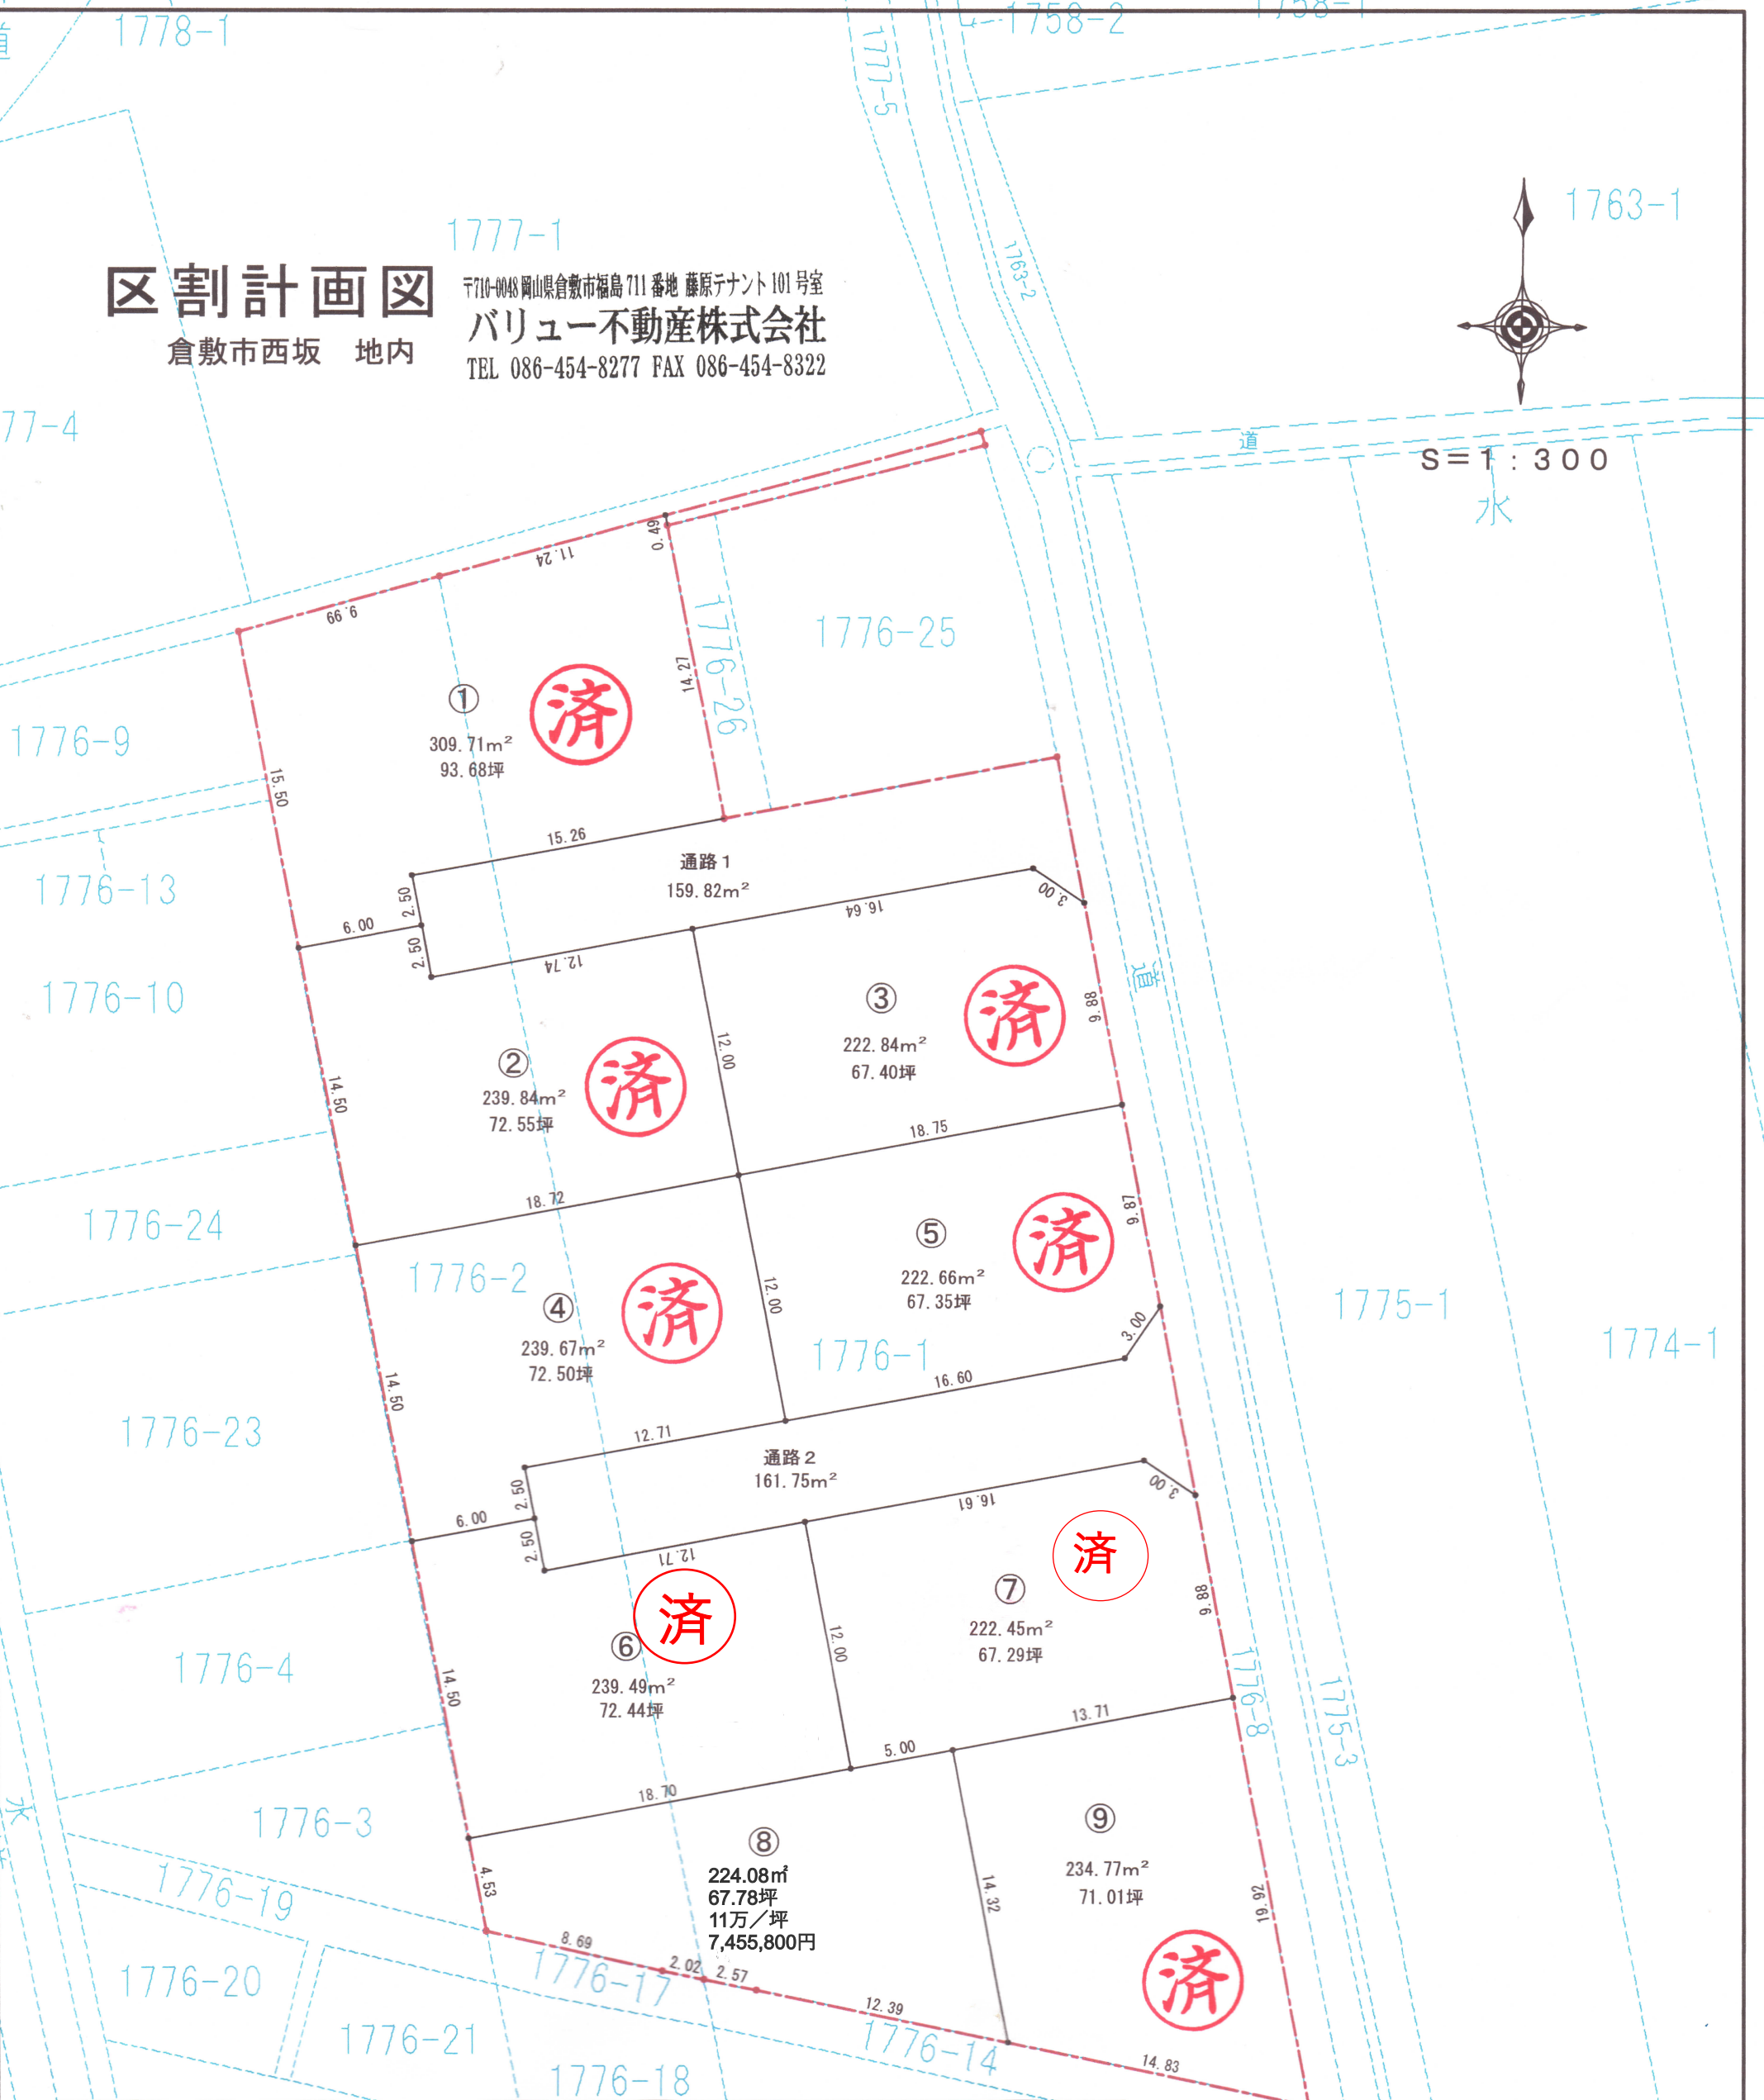 道
1778-1
1777-5
1758-2
1763-1
1777-1
1763-2
区割計画図
倉敷市西坂　地内
〒710-0048 岡山県倉敷市福島 711 番地 藤原テナント 101 号室
バリュー不動産株式会社
TEL 086-454-8277 FAX 086-454-8322
77-4
道
S＝1：300
水
0.49
11.24
9.99
1776-25
1776-26
14.27
①
309.71m²
93.68坪
済
1776-9
15.50
15.26
通路1
159.82m²
1776-13
2.50
6.00
2.50
12.74
16.64
3.00
1776-10
道
9.88
③
222.84m²
67.40坪
済
12.00
②
239.84m²
72.55坪
済
14.50
18.75
18.72
9.87
1776-24
⑤
222.66m²
67.35坪
済
1776-2
12.00
④
239.67m²
72.50坪
済
1775-1
1774-1
1776-1
3.00
14.50
16.60
1776-23
12.71
通路2
161.75m²
2.50
6.00
2.50
12.71
16.61
3.00
済
⑦
222.45m²
67.29坪
9.88
済
⑥
239.49m²
72.44坪
12.00
1776-4
14.50
1776-8
1775-3
13.71
5.00
18.70
1776-3
水
⑧
224.08㎡
67.78坪
11万／坪
7,455,800円
⑨
234.77m²
71.01坪
済
4.53
14.32
19.92
1776-19
8.69
2.02
2.57
12.39
14.83
1776-17
1776-20
1776-21
1776-14
1776-18